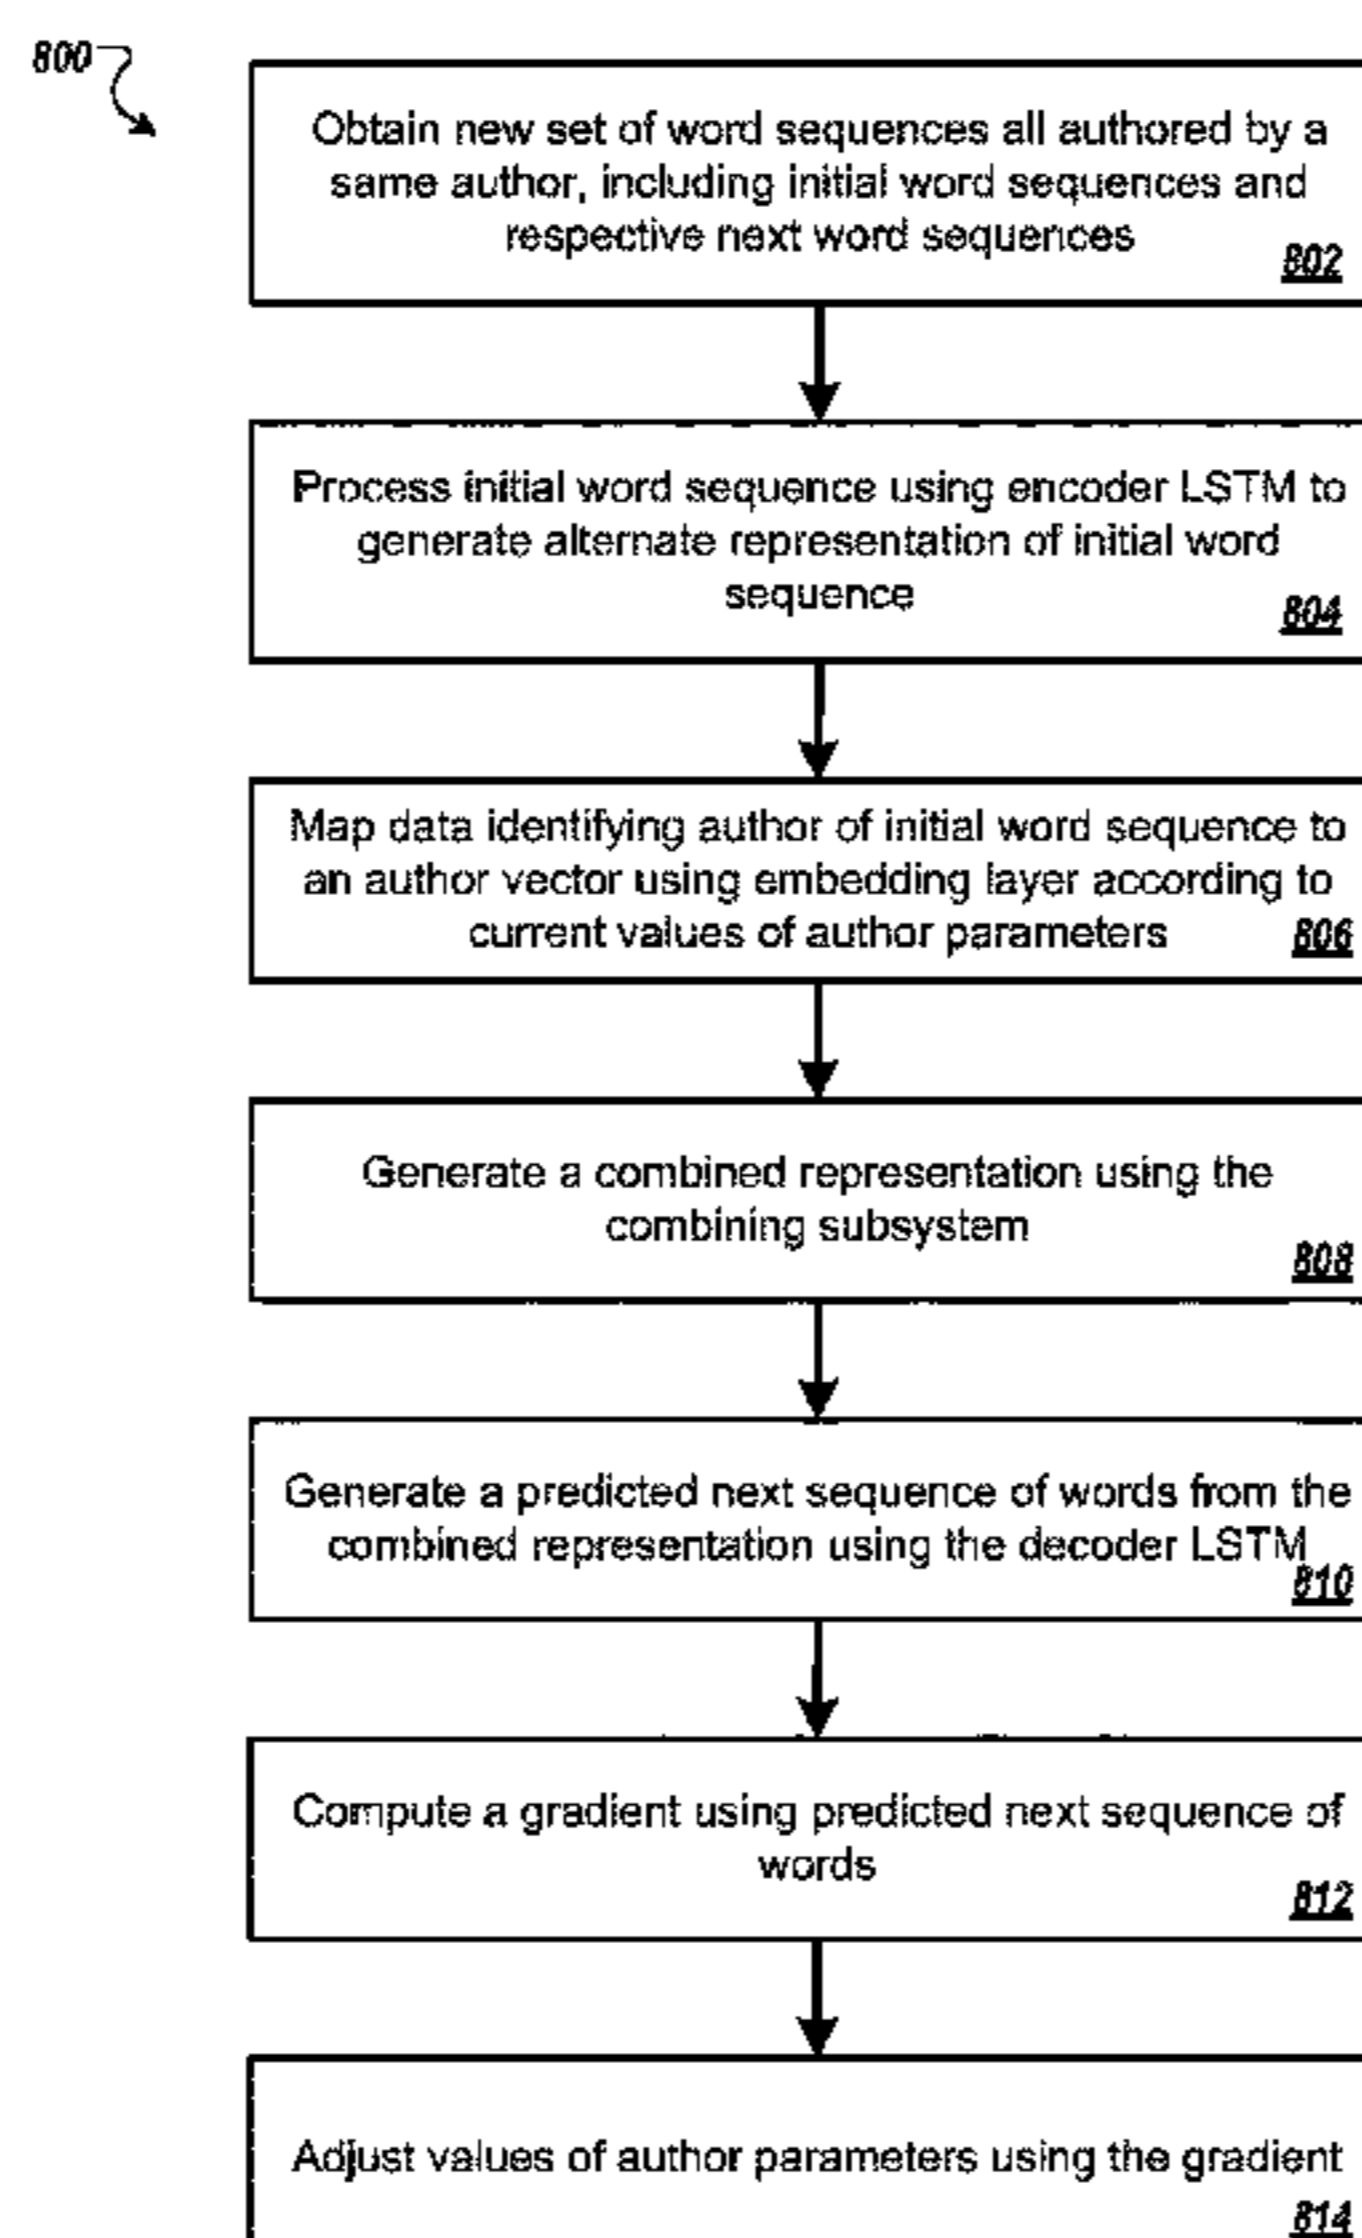 800
Obtain new set of word sequences all authored by a
same author, including initial word sequences and
respective next word sequences
802
Process initial word sequence using encoder LSTM to
generate alternate representation of initial word
sequence
804
Map data identifying author of initial word sequence to
an author vector using embedding layer according to
current values of author parameters
806
Generate a combined representation using the
combining subsystem
808
Generate a predicted next sequence of words from the
combined representation using the decoder LSTM
810
Compute a gradient using predicted next sequence of
words
812
Adjust values of author parameters using the gradient
814